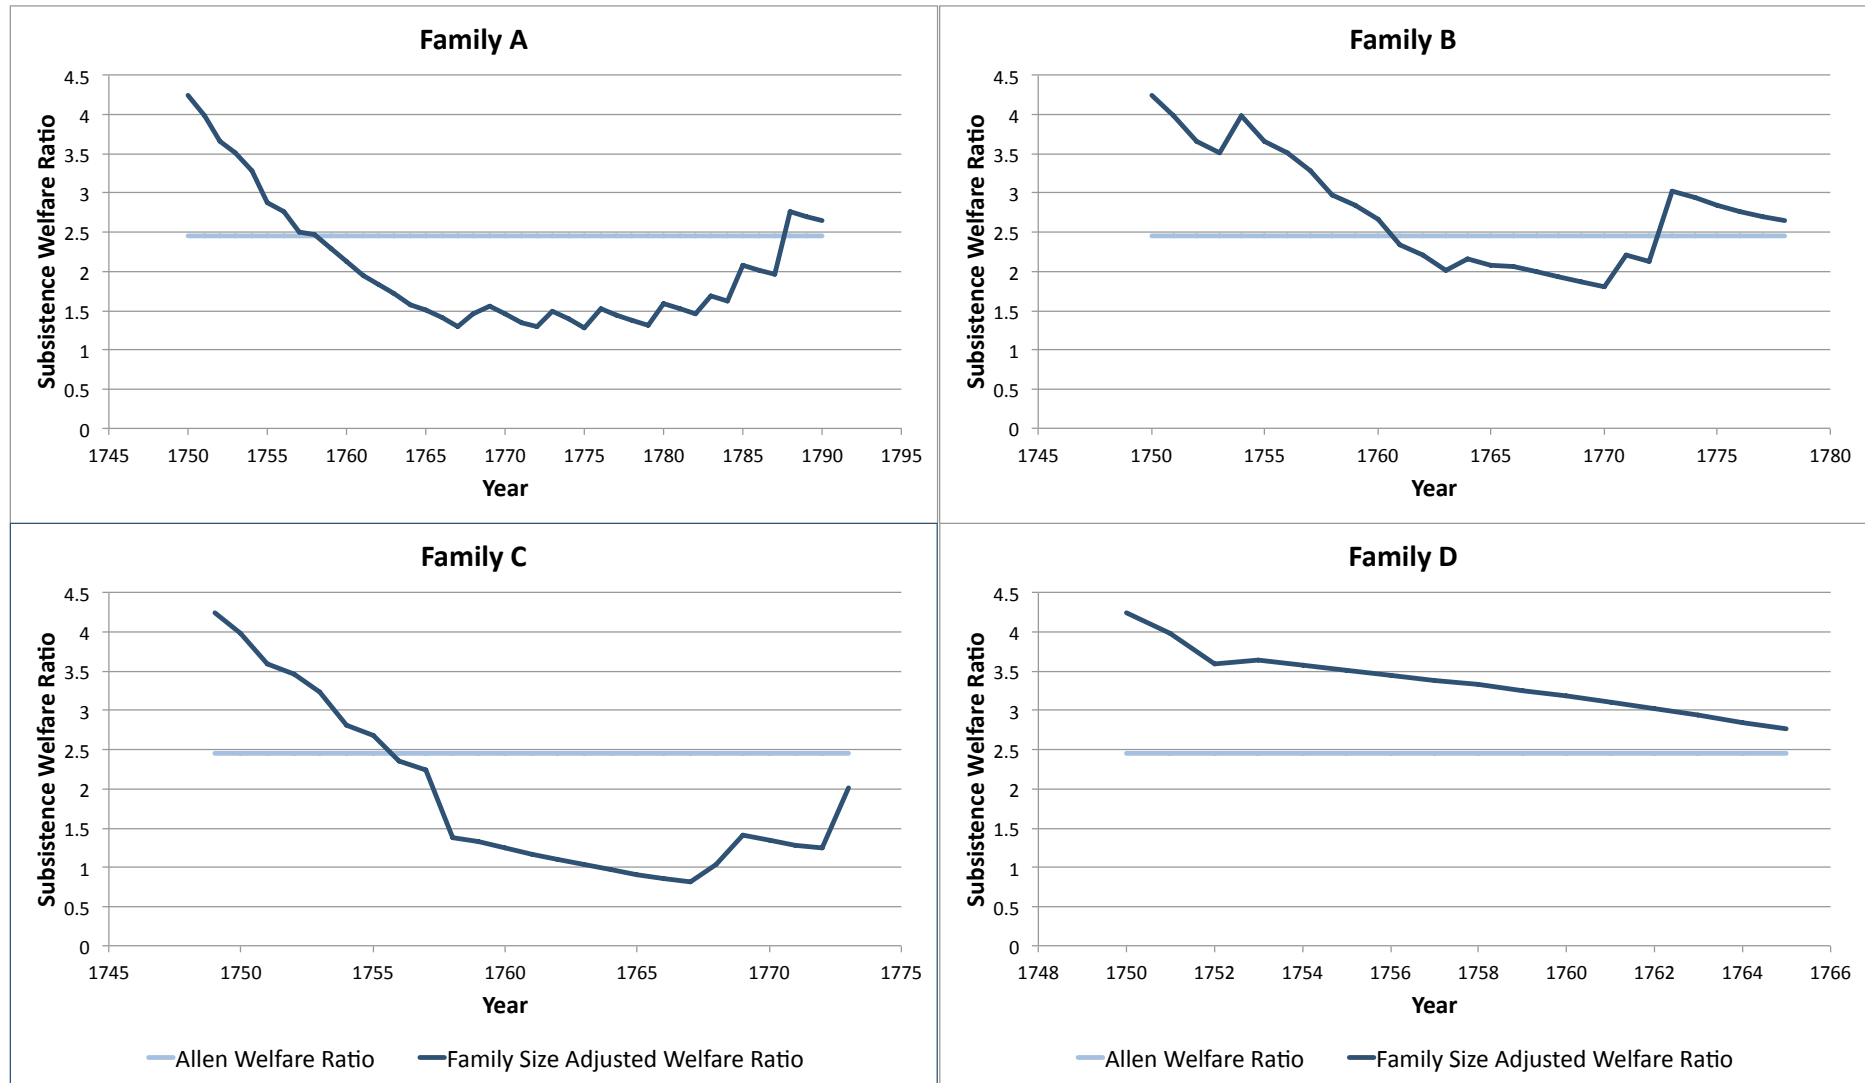 Family A
Subsistence Welfare Ratio
4.5
4
3.5
3
2.5
2
1.5
1
0.5
0
1745 1750 1755 1760 1765 1770 1775 1780 1785 1790 1795
Year
Family B
Subsistence Welfare Ratio
4.5
4
3.5
3
2.5
2
1.5
1
0.5
0
1745 1750 1755 1760 1765 1770 1775 1780
Year
Family C
Subsistence Welfare Ratio
4.5
4
3.5
3
2.5
2
1.5
1
0.5
0
1745 1750 1755 1760 1765 1770 1775
Year
Allen Welfare Ratio Family Size Adjusted Welfare Ratio
Family D
Subsistence Welfare Ratio
4.5
4
3.5
3
2.5
2
1.5
1
0.5
0
1748 1750 1752 1754 1756 1758 1760 1762 1764 1766
Year
Allen Welfare Ratio Family Size Adjusted Welfare Ratio